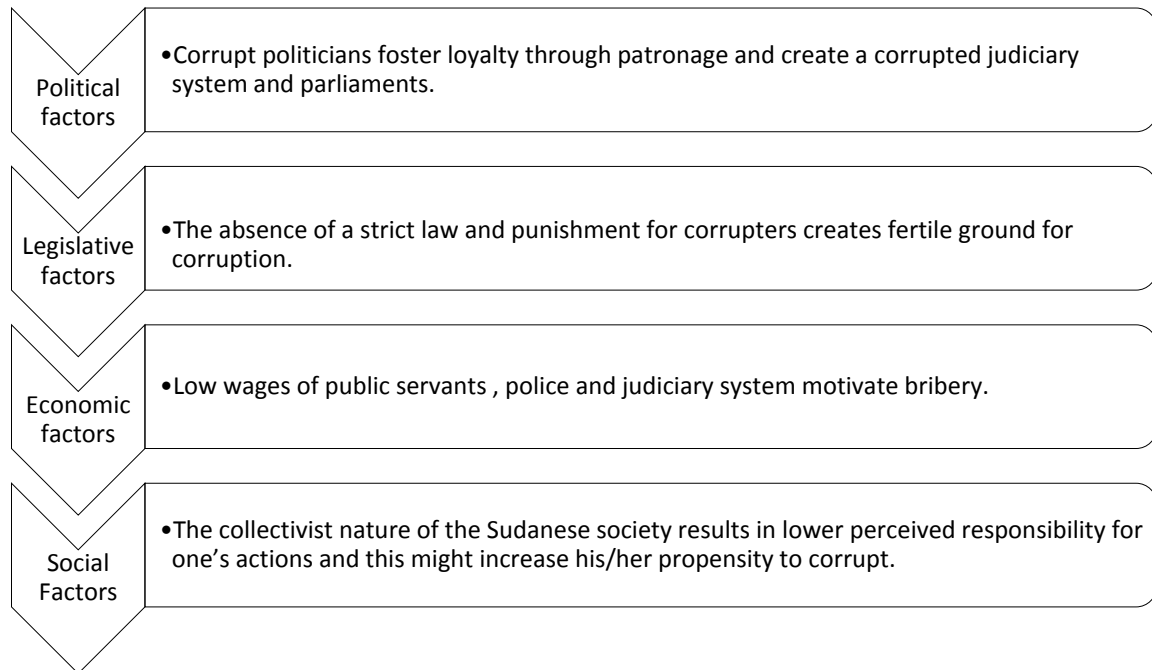 Political
factors
•Corrupt politicians foster loyalty through patronage and create a corrupted judiciary
system and parliaments.
Legislative
factors
•The absence of a strict law and punishment for corrupters creates fertile ground for
corruption.
Economic
factors
•Low wages of public servants , police and judiciary system motivate bribery.
Social
Factors
•The collectivist nature of the Sudanese society results in lower perceived responsibility for
one’s actions and this might increase his/her propensity to corrupt.